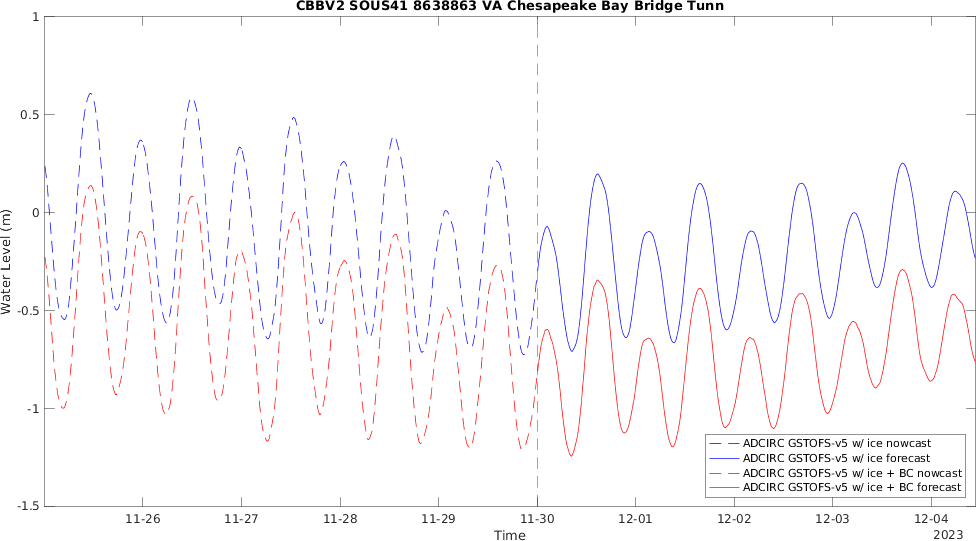 CBBV2 SOUS41 8638863 VA Chesapeake Bay Bridge Tunn
Water Level (m)
1
0.5
0
-0.5
-1
-1.5
11-26
11-27
11-28
11-29
11-30
12-01
12-02
12-03
12-04
Time
2023
ADCIRC GSTOFS-v5 w/ ice nowcast
ADCIRC GSTOFS-v5 w/ ice forecast
ADCIRC GSTOFS-v5 w/ ice + BC nowcast
ADCIRC GSTOFS-v5 w/ ice + BC forecast